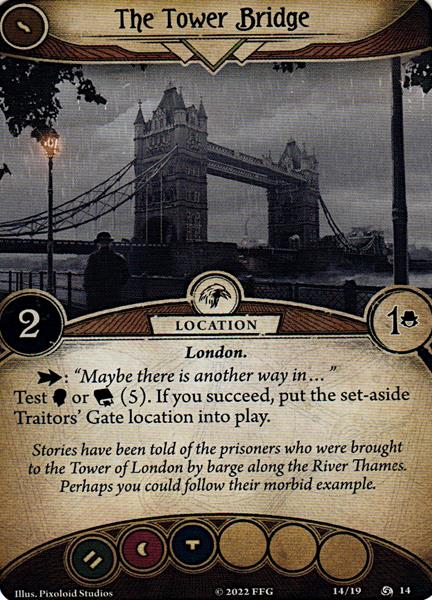 The Tower Bridge
2
1
LOCATION
London.
: “Maybe there is another way in…”
Test or (5). If you succeed, put the set-aside
Traitors’ Gate location into play.
Stories have been told of the prisoners who were brought
to the Tower of London by barge along the River Thames.
Perhaps you could follow their morbid example.
Illus. Pixoloid Studios
© 2022 FFG
14/19
14